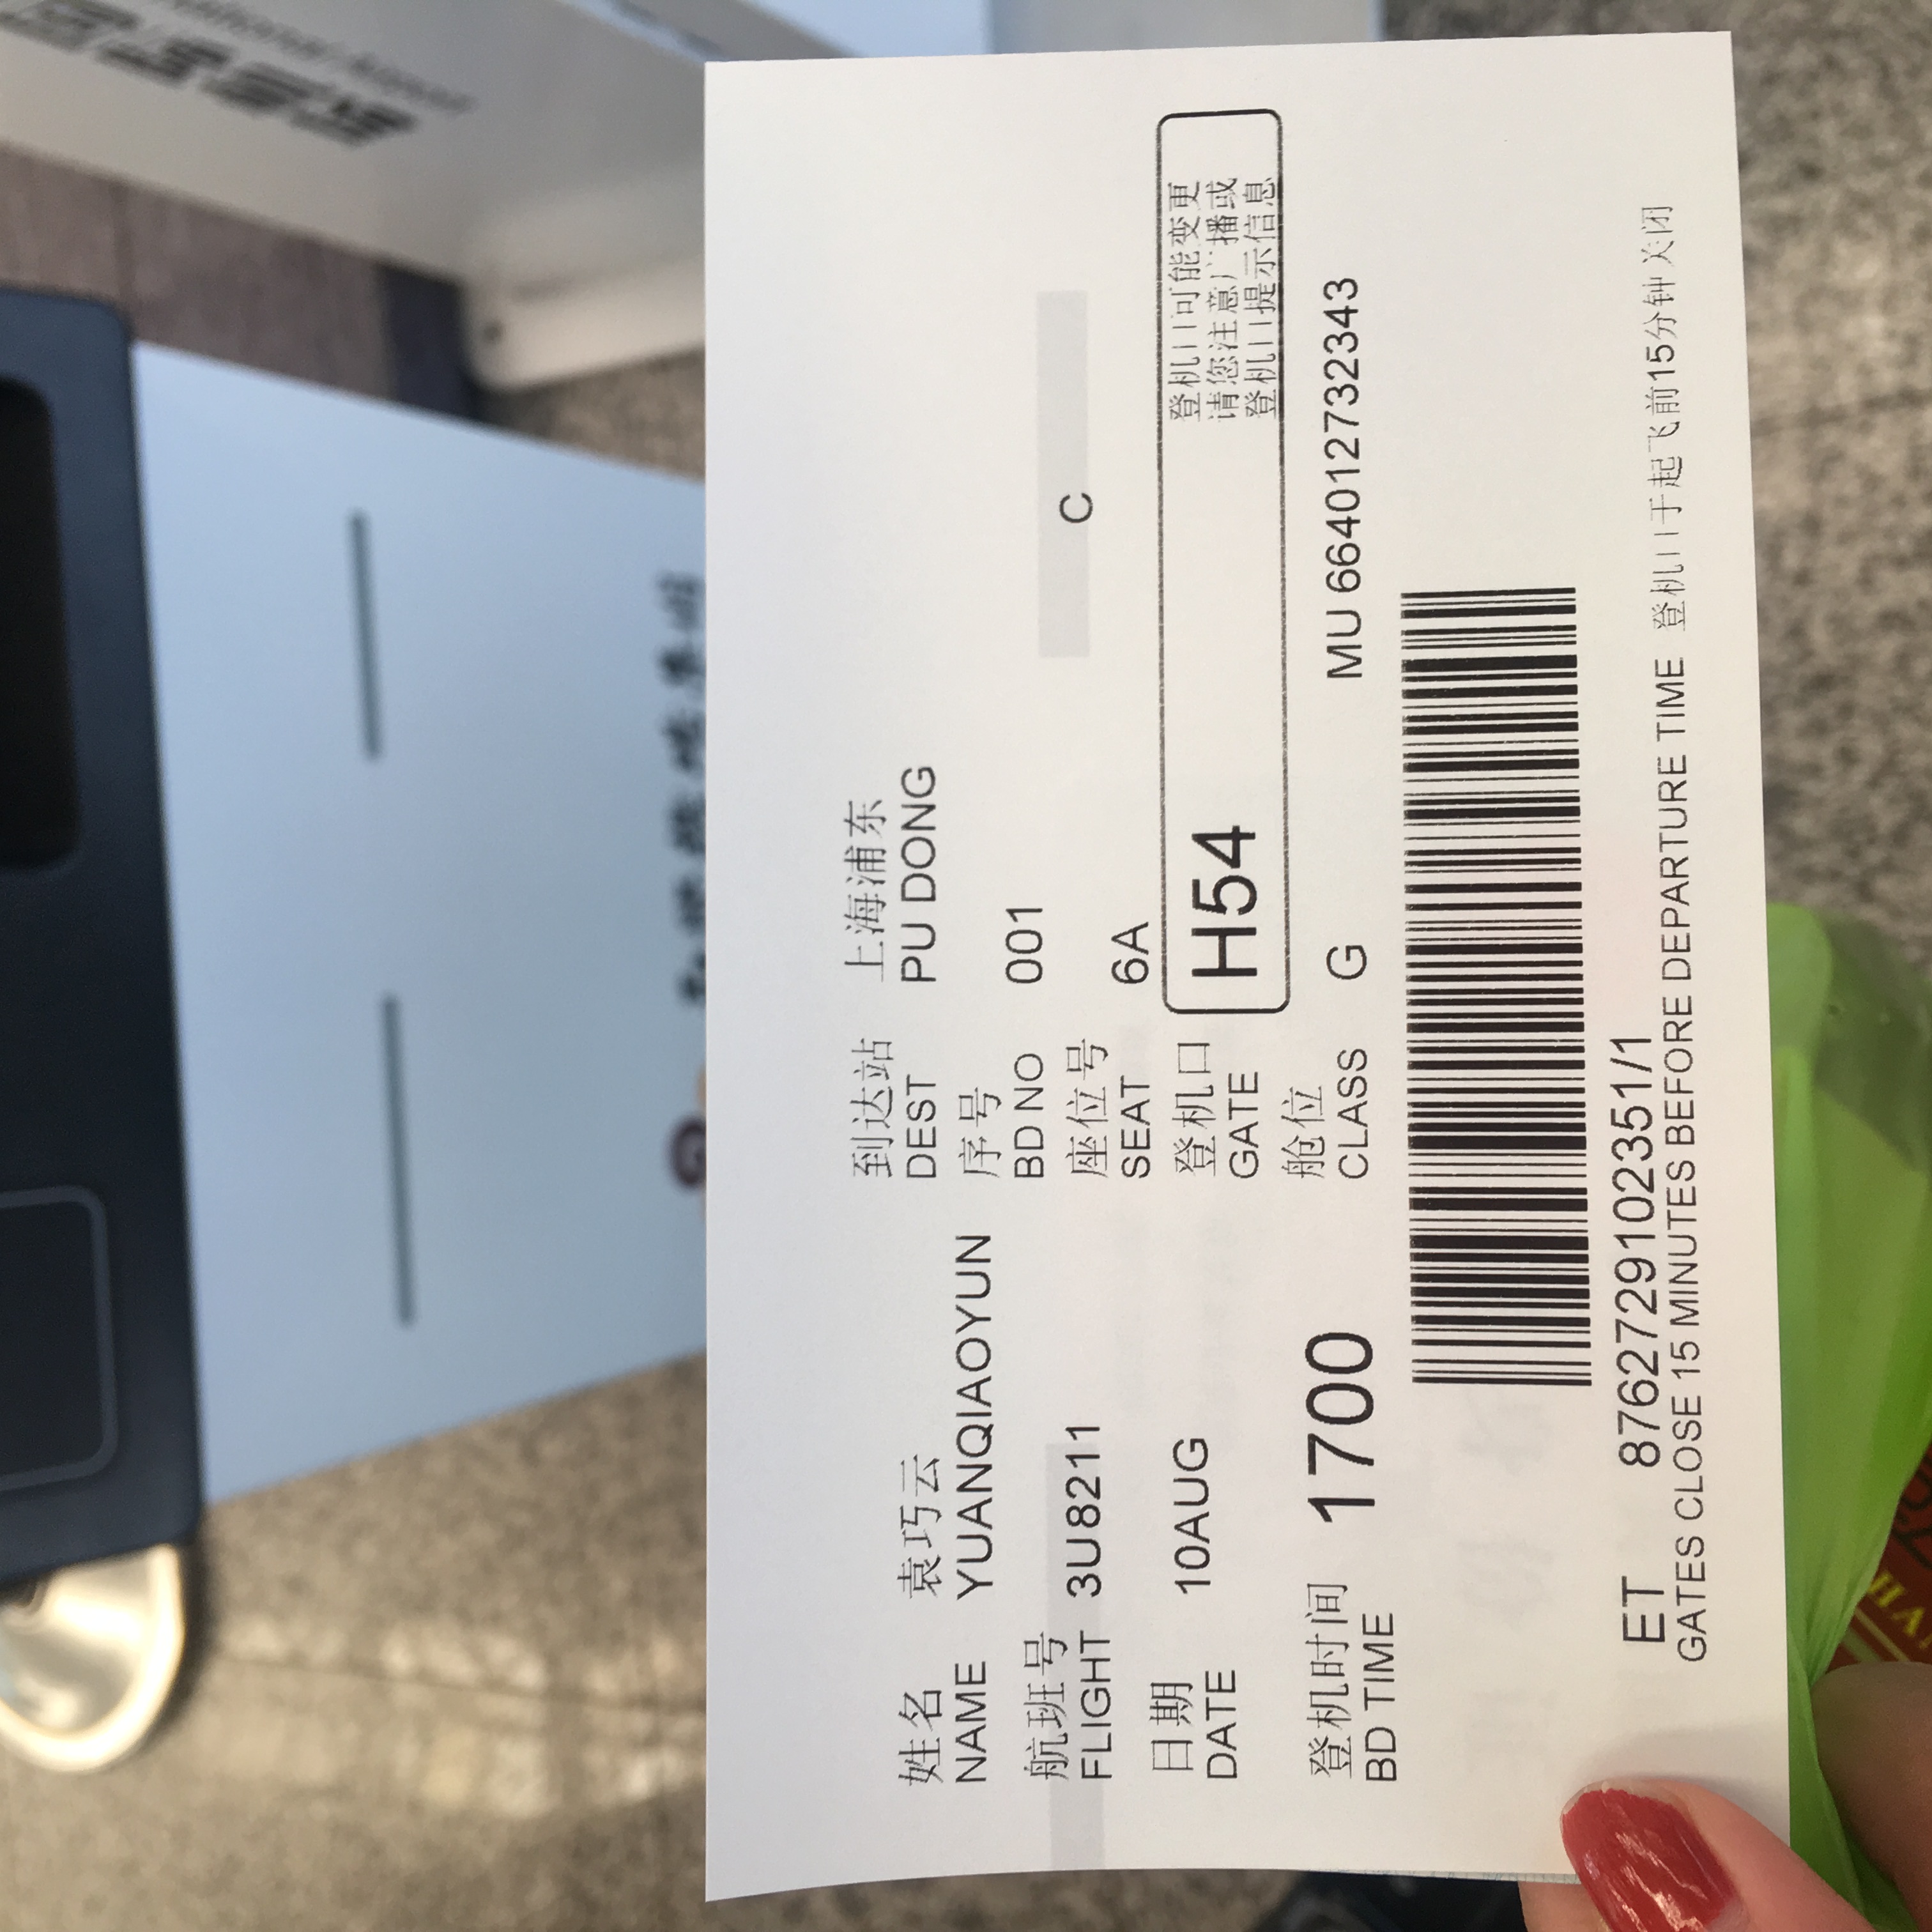 姓名 袁巧云
NAME YUANQIAOYUN
航班号
FLIGHT 3U8211
日期
DATE 10AUG
登机时间
BD TIME 1700
到达站 上海浦东
DEST PU DONG
序号
BD NO 001
C
座位号
SEAT 6A
登机口
GATE H54
登机口可能变更
请您注意广播或
登机口提示信息
舱位
CLASS G
MU 664012732343
ET 8762729102351/1
GATES CLOSE 15 MINUTES BEFORE DEPARTURE TIME 登机口于起飞前15分钟关闭